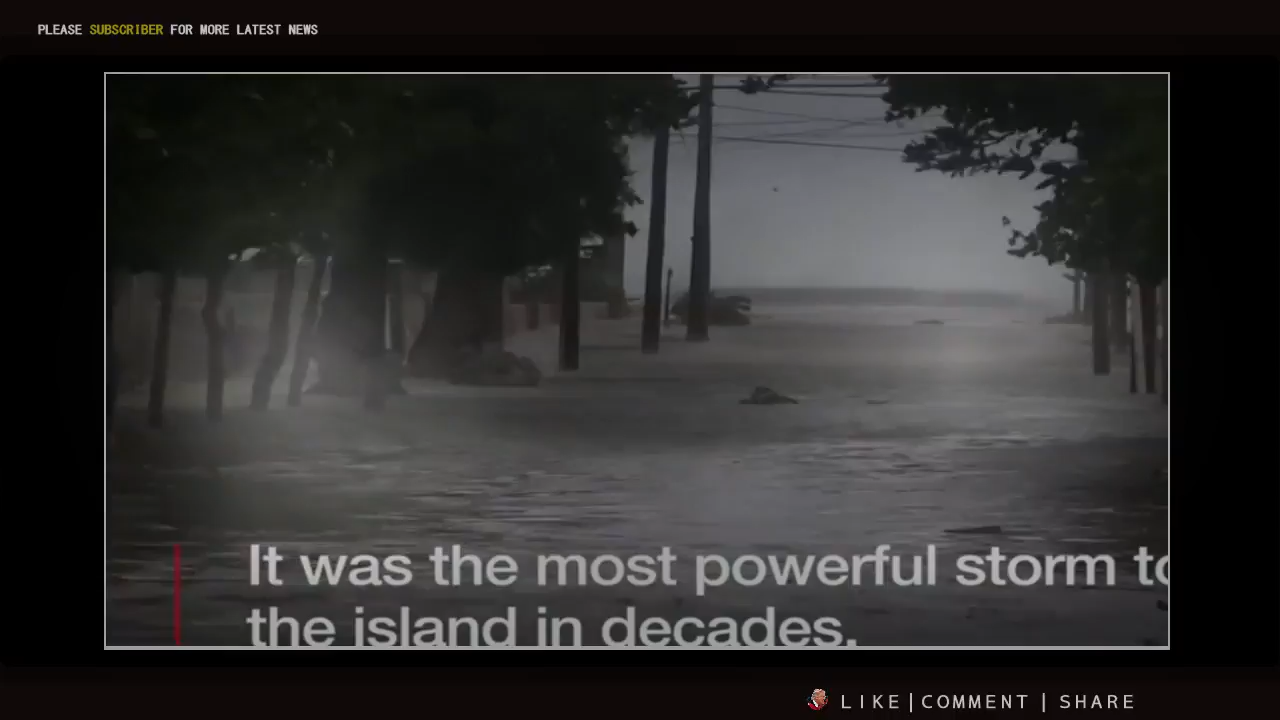 PLEASE SUBSCRIBER FOR MORE LATEST NEWS
It was the most powerful storm to
the island in decades.
LIKE|COMMENT | SHARE